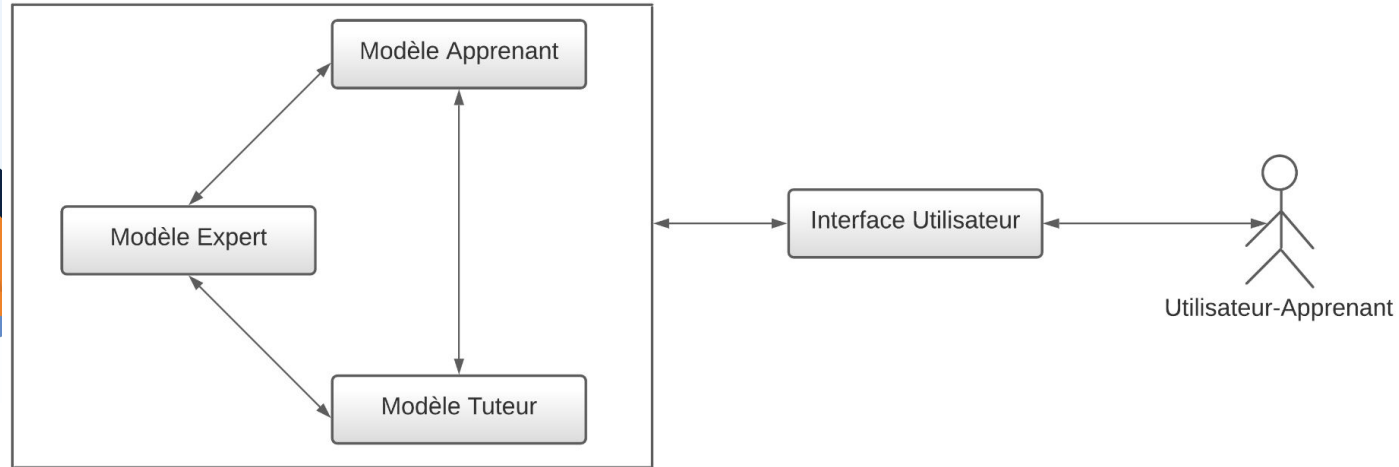 Modèle Apprenant
Modèle Expert
Interface Utilisateur
Utilisateur-Apprenant
Modèle Tuteur